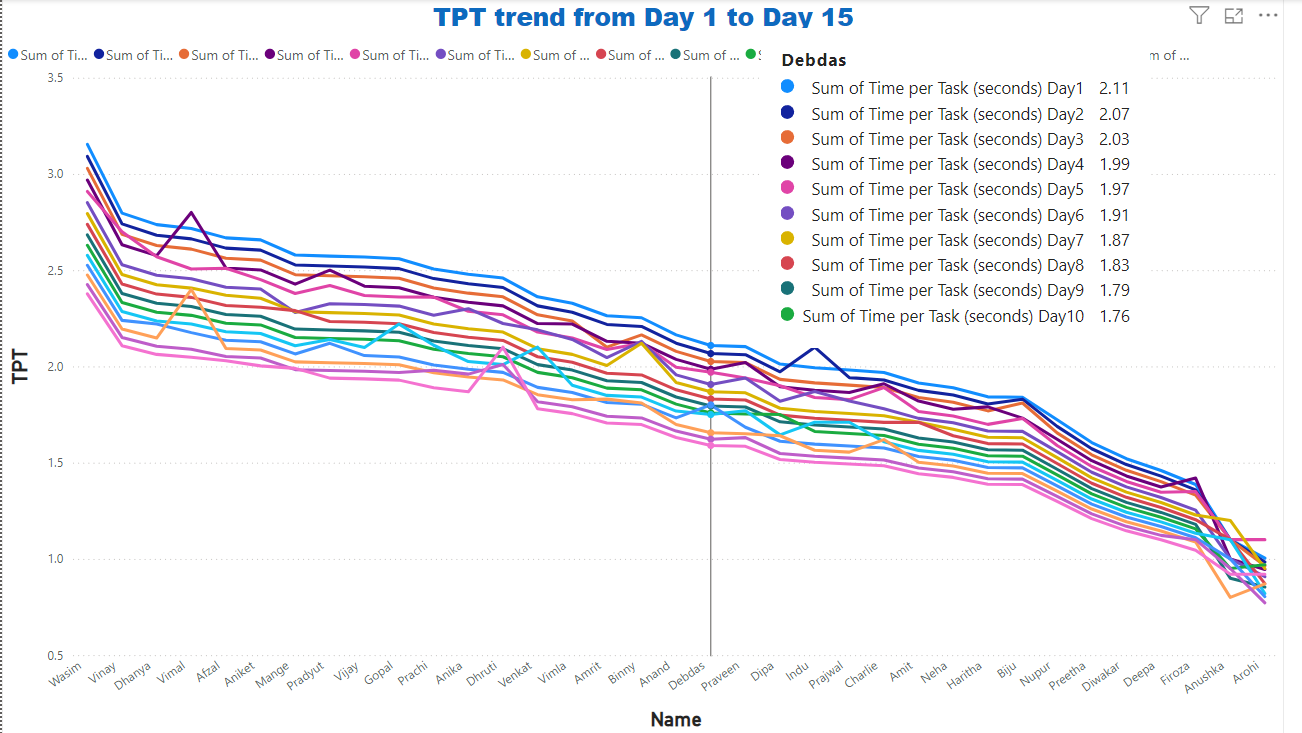 TPT trend from Day 1 to Day 15
Sum of Ti... Sum of Ti... Sum of Ti... Sum of Ti... Sum of Ti... Sum of Ti... Sum of ... Sum of ... Sum of ... m of ...
Debdas
Sum of Time per Task (seconds) Day1 2.11
Sum of Time per Task (seconds) Day2 2.07
Sum of Time per Task (seconds) Day3 2.03
Sum of Time per Task (seconds) Day4 1.99
Sum of Time per Task (seconds) Day5 1.97
Sum of Time per Task (seconds) Day6 1.91
Sum of Time per Task (seconds) Day7 1.87
Sum of Time per Task (seconds) Day8 1.83
Sum of Time per Task (seconds) Day9 1.79
Sum of Time per Task (seconds) Day10 1.76
3.5
3.0
2.5
2.0
1.5
1.0
0.5
TPT
Wasim Vinay Dhanya Vimal Afzal Aniket Mange Pradyut Vijay Gopal Prachi Anika Dhruti Venkat Vimla Amrit Binny Anand Debdas Praveen Dipa Indu Prajwal Charlie Amit Neha Haritha Biju Nupur Preetha Diwakar Deepa Firoza Anushka Arohi
Name